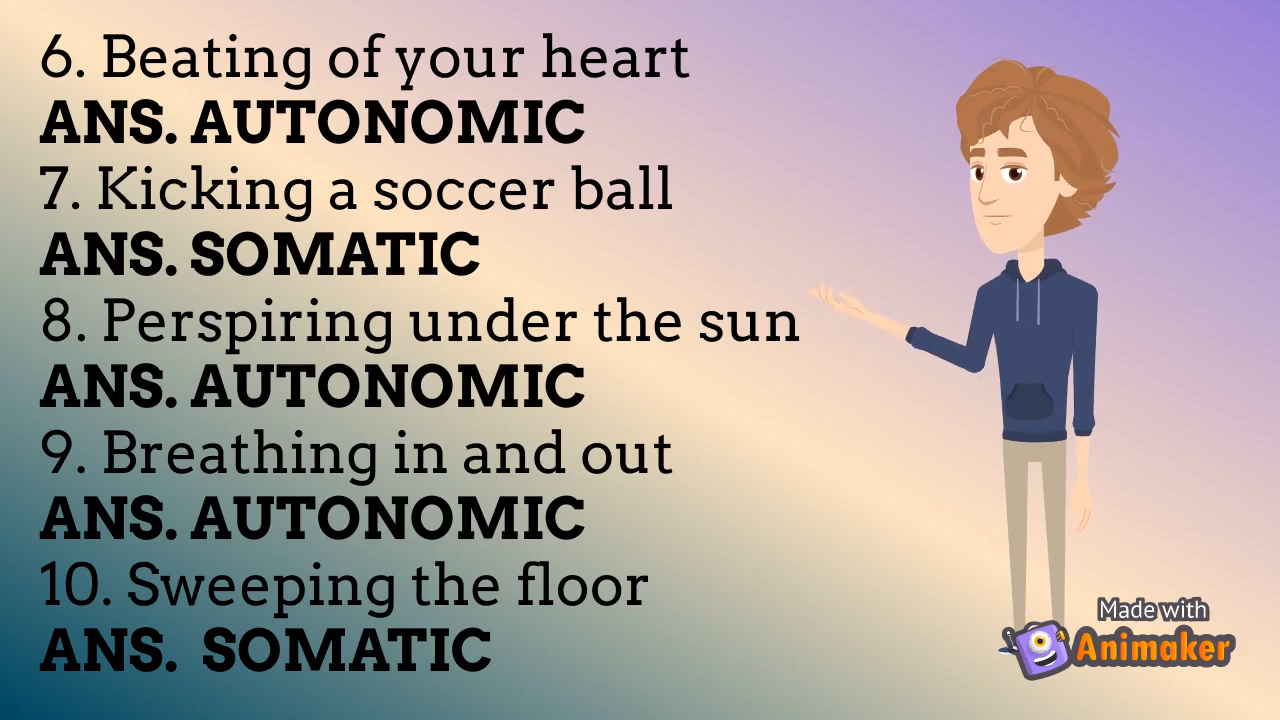 6. Beating of your heart
ANS. AUTONOMIC
7. Kicking a soccer ball
ANS. SOMATIC
8. Perspiring under the sun
ANS. AUTONOMIC
9. Breathing in and out
ANS. AUTONOMIC
10. Sweeping the floor
ANS. SOMATIC
Made with
Animaker